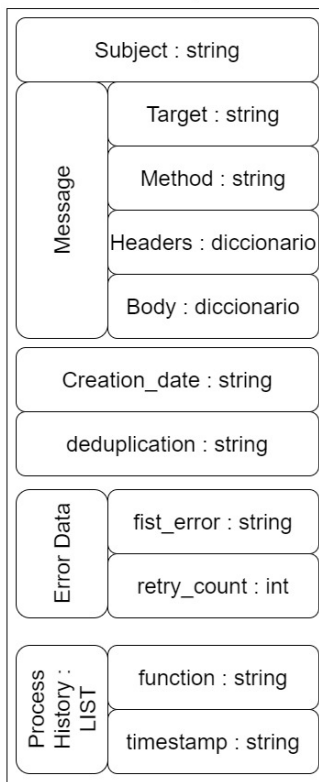 Subject : string
Message
Target : string
Method : string
Headers : diccionario
Body : diccionario
Creation_date : string
deduplication : string
Error Data
fist_error : string
retry_count : int
Process
History :
LIST
function : string
timestamp : string